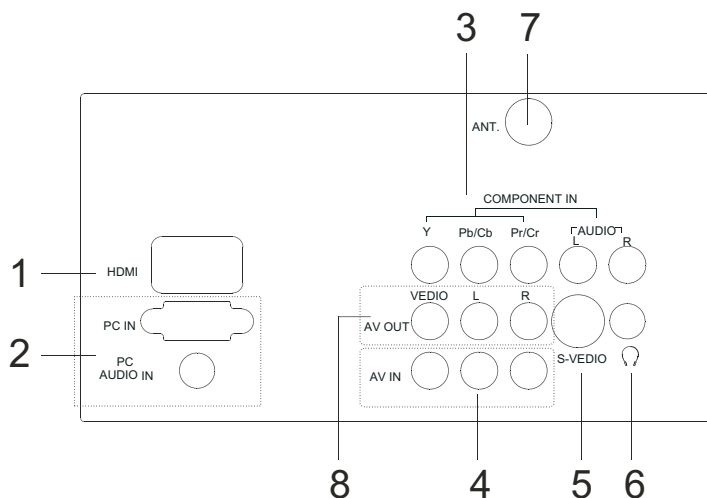 3 7
ANT.
COMPONENT IN
Y Pb/Cb Pr/Cr L AUDIO R
1 HDMI
VEDIO L R
PC IN
AV OUT
2 PC
AUDIO IN
S-VEDIO
AV IN
8 4 5 6